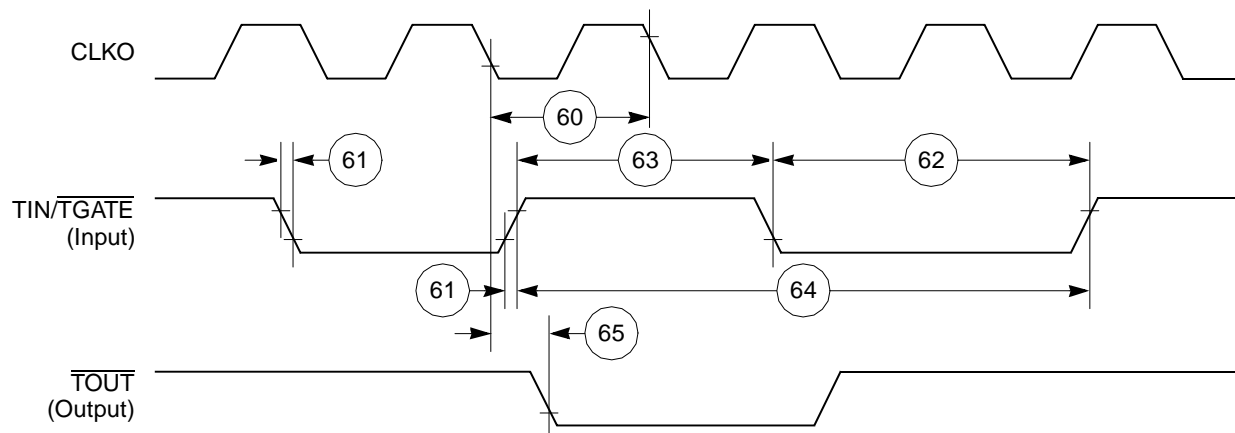 CLKO
60
61
63
62
TIN/TGATE
(Input)
61
64
65
TOUT
(Output)